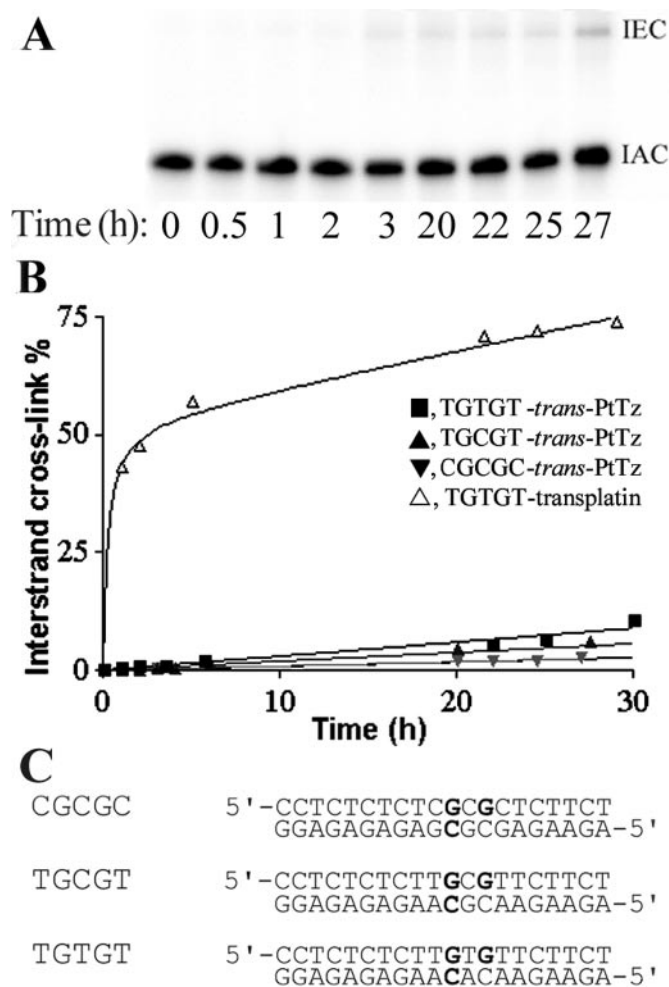 A
IEC
IAC
Time (h): 0 0.5 1 2 3 20 22 25 27
B
75
50
25
0
Interstrand cross-link %
■, TGTGT -trans-PtTz
▲, TGCGT -trans-PtTz
▼, CGCGC-trans-PtTz
△, TGTGT-transplatin
0 10 20 30
Time (h)
C
CGCGC 5'-CCTCTCTCTCGCGCTCTTCT
GGAGAGAGAGCGCGAGAAGA-5'
TGCGT 5'-CCTCTCTCTTGCGTTCTTCT
GGAGAGAGAACGCAAGAAGA-5'
TGTGT 5'-CCTCTCTCTTGTGTTCTTCT
GGAGAGAGAACACAAGAAGA-5'